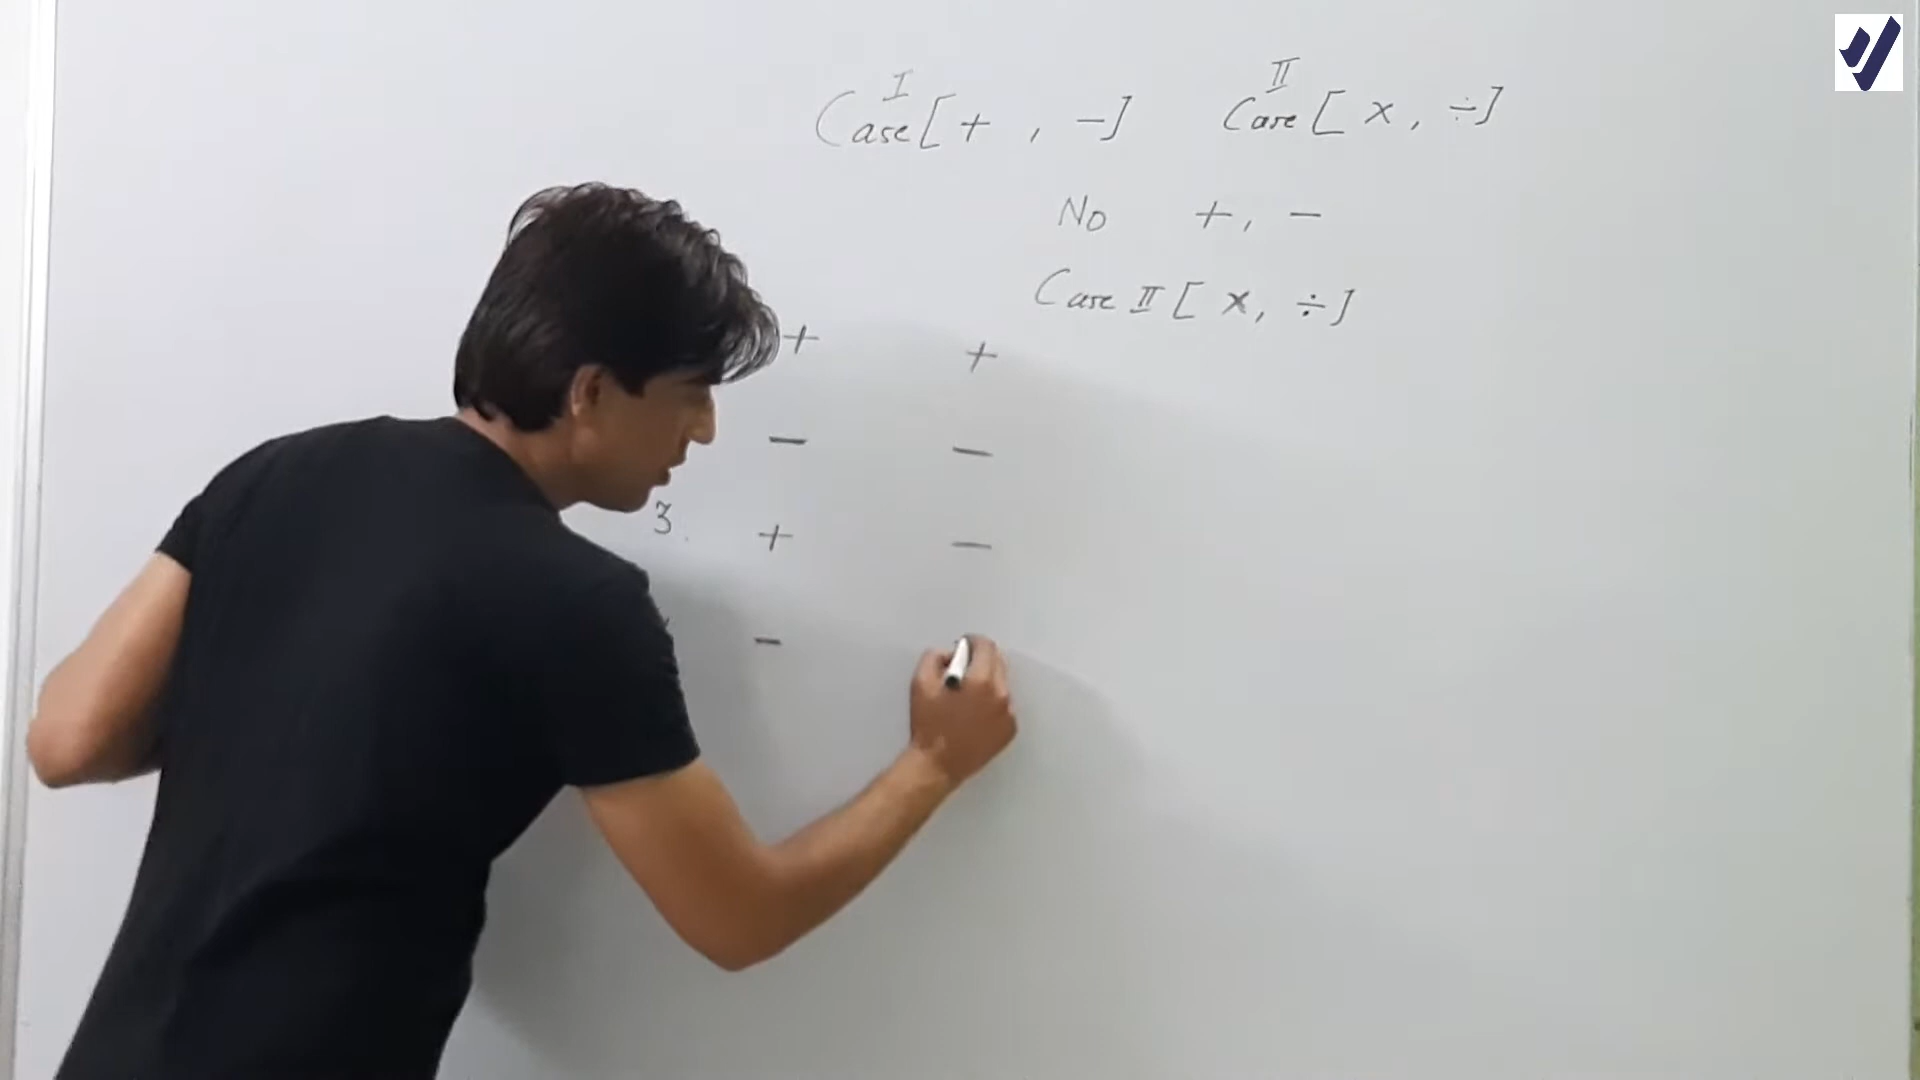 I II
Case [ + , - ] Case [ x , ÷ ]
No + , -
Case II [ x , ÷ ]
+ +
- -
3. + -
-